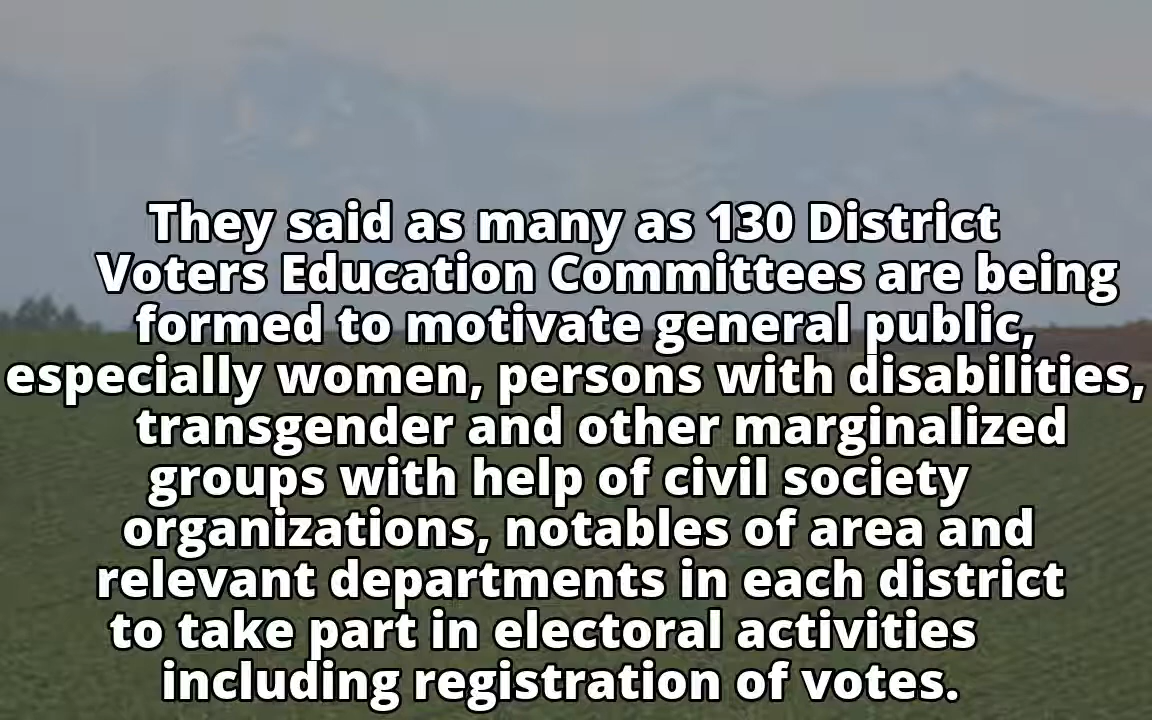 They said as many as 130 District
Voters Education Committees are being
formed to motivate general public,
especially women, persons with disabilities,
transgender and other marginalized
groups with help of civil society
organizations, notables of area and
relevant departments in each district
to take part in electoral activities
including registration of votes.